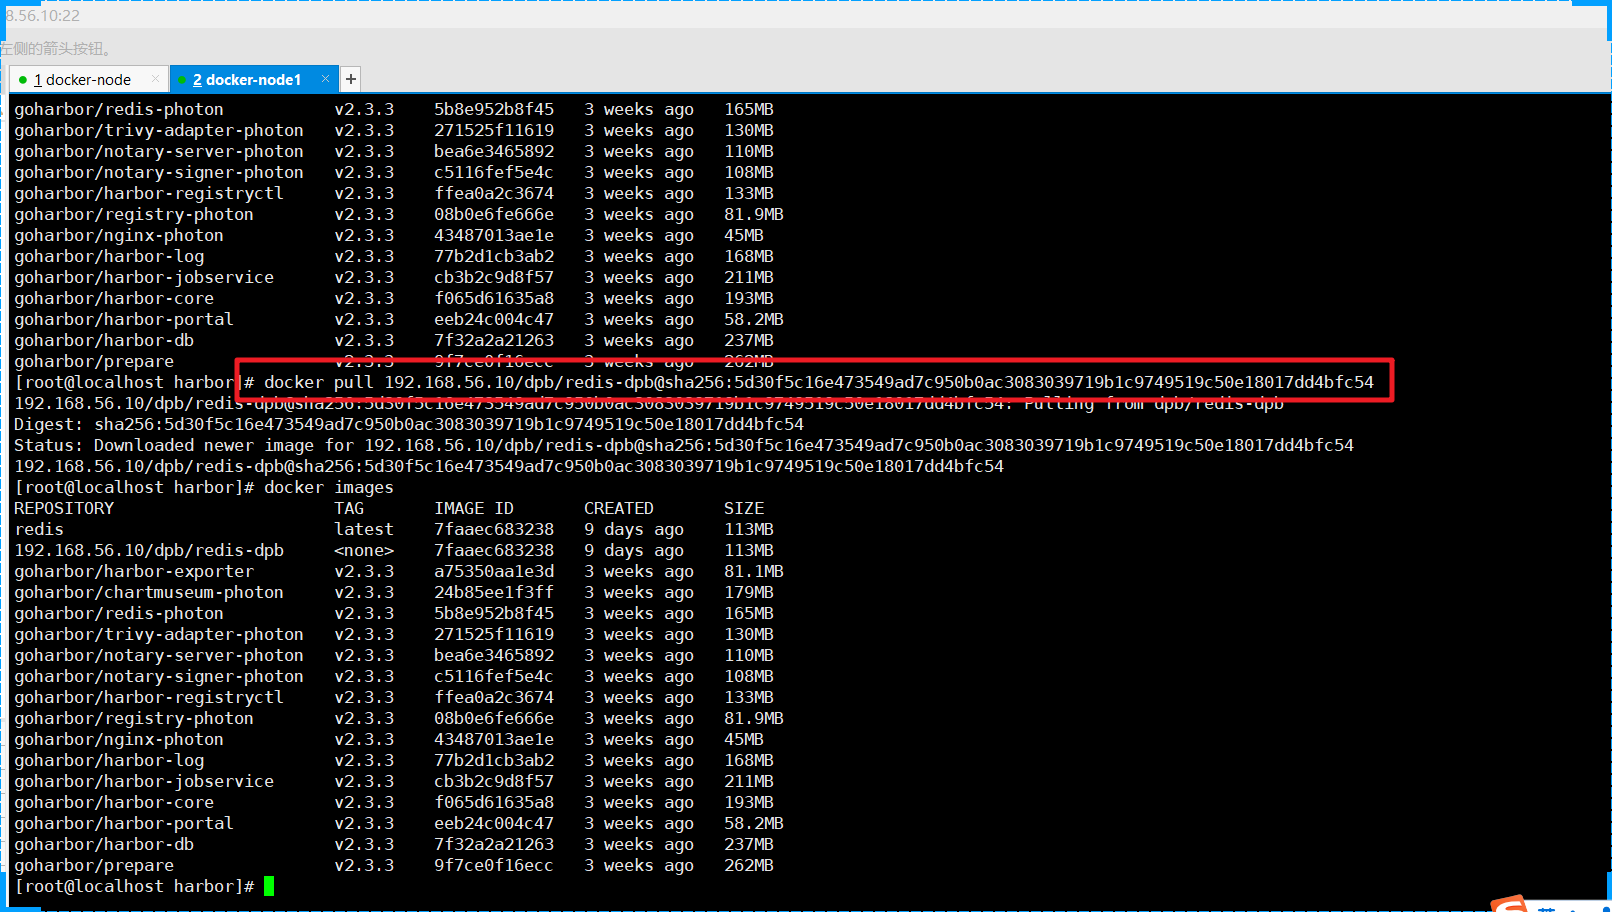 8.56.10:22
左侧的箭头按钮。
1 docker-node × 2 docker-node1 × +
goharbor/redis-photon v2.3.3 5b8e952b8f45 3 weeks ago 165MB
goharbor/trivy-adapter-photon v2.3.3 271525f11619 3 weeks ago 130MB
goharbor/notary-server-photon v2.3.3 bea6e3465892 3 weeks ago 110MB
goharbor/notary-signer-photon v2.3.3 c5116fef5e4c 3 weeks ago 108MB
goharbor/harbor-registryctl v2.3.3 ffea0a2c3674 3 weeks ago 133MB
goharbor/registry-photon v2.3.3 08b0e6fe666e 3 weeks ago 81.9MB
goharbor/nginx-photon v2.3.3 43487013ae1e 3 weeks ago 45MB
goharbor/harbor-log v2.3.3 77b2d1cb3ab2 3 weeks ago 168MB
goharbor/harbor-jobservice v2.3.3 cb3b2c9d8f57 3 weeks ago 211MB
goharbor/harbor-core v2.3.3 f065d61635a8 3 weeks ago 193MB
goharbor/harbor-portal v2.3.3 eeb24c004c47 3 weeks ago 58.2MB
goharbor/harbor-db v2.3.3 7f32a2a21263 3 weeks ago 237MB
goharbor/prepare v2.3.3 9f7ce0f16ecc 3 weeks ago 262MB
[root@localhost harbor]# docker pull 192.168.56.10/dpb/redis-dpb@sha256:5d30f5c16e473549ad7c950b0ac3083039719b1c9749519c50e18017dd4bfc54
192.168.56.10/dpb/redis-dpb@sha256:5d30f5c16e473549ad7c950b0ac3083039719b1c9749519c50e18017dd4bfc54: Pulling from dpb/redis-dpb
Digest: sha256:5d30f5c16e473549ad7c950b0ac3083039719b1c9749519c50e18017dd4bfc54
Status: Downloaded newer image for 192.168.56.10/dpb/redis-dpb@sha256:5d30f5c16e473549ad7c950b0ac3083039719b1c9749519c50e18017dd4bfc54
192.168.56.10/dpb/redis-dpb@sha256:5d30f5c16e473549ad7c950b0ac3083039719b1c9749519c50e18017dd4bfc54
[root@localhost harbor]# docker images
REPOSITORY TAG IMAGE ID CREATED SIZE
redis latest 7faaec683238 9 days ago 113MB
192.168.56.10/dpb/redis-dpb <none> 7faaec683238 9 days ago 113MB
goharbor/harbor-exporter v2.3.3 a75350aa1e3d 3 weeks ago 81.1MB
goharbor/chartmuseum-photon v2.3.3 24b85ee1f3ff 3 weeks ago 179MB
goharbor/redis-photon v2.3.3 5b8e952b8f45 3 weeks ago 165MB
goharbor/trivy-adapter-photon v2.3.3 271525f11619 3 weeks ago 130MB
goharbor/notary-server-photon v2.3.3 bea6e3465892 3 weeks ago 110MB
goharbor/notary-signer-photon v2.3.3 c5116fef5e4c 3 weeks ago 108MB
goharbor/harbor-registryctl v2.3.3 ffea0a2c3674 3 weeks ago 133MB
goharbor/registry-photon v2.3.3 08b0e6fe666e 3 weeks ago 81.9MB
goharbor/nginx-photon v2.3.3 43487013ae1e 3 weeks ago 45MB
goharbor/harbor-log v2.3.3 77b2d1cb3ab2 3 weeks ago 168MB
goharbor/harbor-jobservice v2.3.3 cb3b2c9d8f57 3 weeks ago 211MB
goharbor/harbor-core v2.3.3 f065d61635a8 3 weeks ago 193MB
goharbor/harbor-portal v2.3.3 eeb24c004c47 3 weeks ago 58.2MB
goharbor/harbor-db v2.3.3 7f32a2a21263 3 weeks ago 237MB
goharbor/prepare v2.3.3 9f7ce0f16ecc 3 weeks ago 262MB
[root@localhost harbor]#